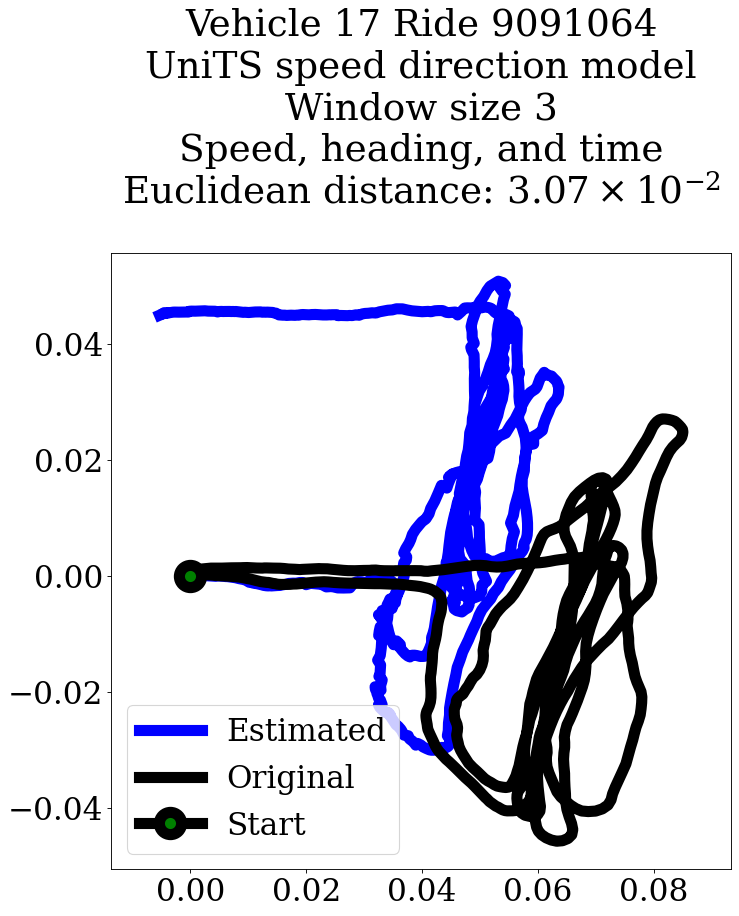 Vehicle 17 Ride 9091064
UniTS speed direction model
Window size 3
Speed, heading, and time
Euclidean distance: 3.07 × 10⁻²
0.04
0.02
0.00
−0.02
−0.04
Estimated
Original
Start
0.00 0.02 0.04 0.06 0.08